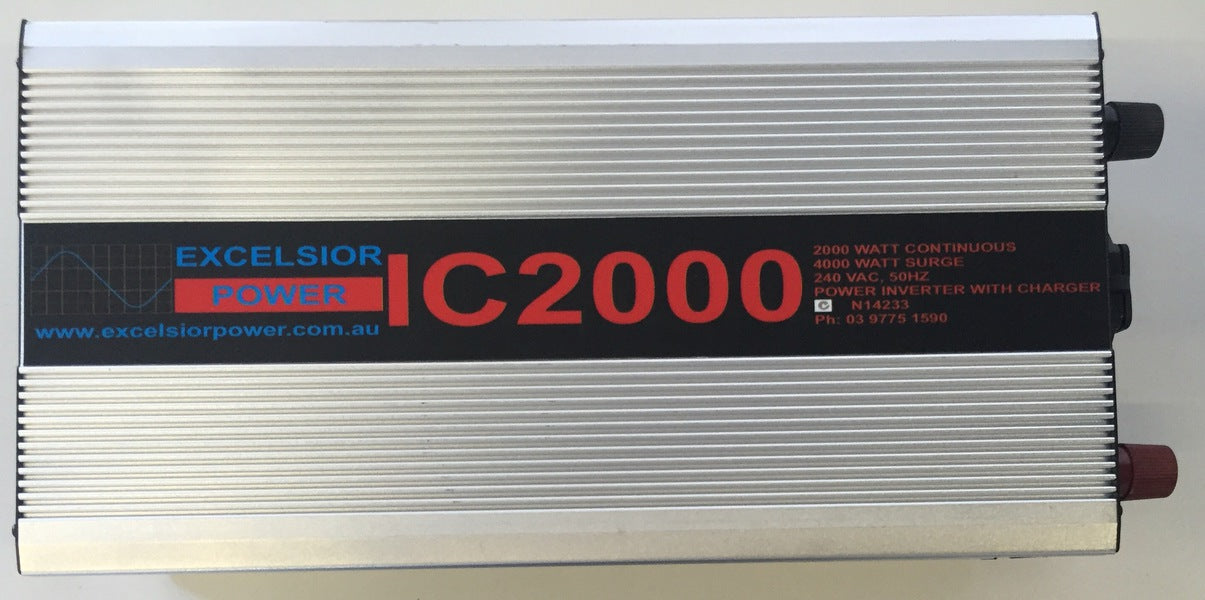 EXCELSIOR
POWER
www.excelsiorpower.com.au
IC2000
2000 WATT CONTINUOUS
4000 WATT SURGE
240 VAC, 50HZ
POWER INVERTER WITH CHARGER
N14233
Ph: 03 9775 1590